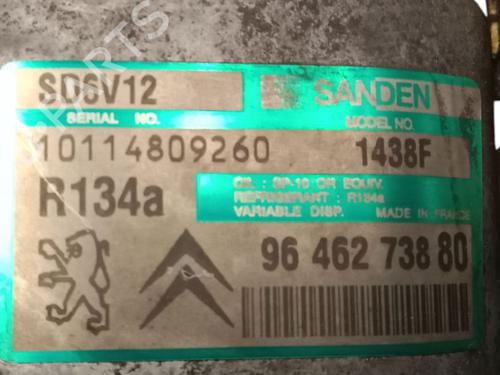 SD6V12 SANDEN
SERIAL NO. MODEL NO.
10114809260 1438F
R134a
OIL : SP-10 OR EQUIV.
REFRIGERANT : R134a
VARIABLE DISP. MADE IN FRANCE
96 462 738 80